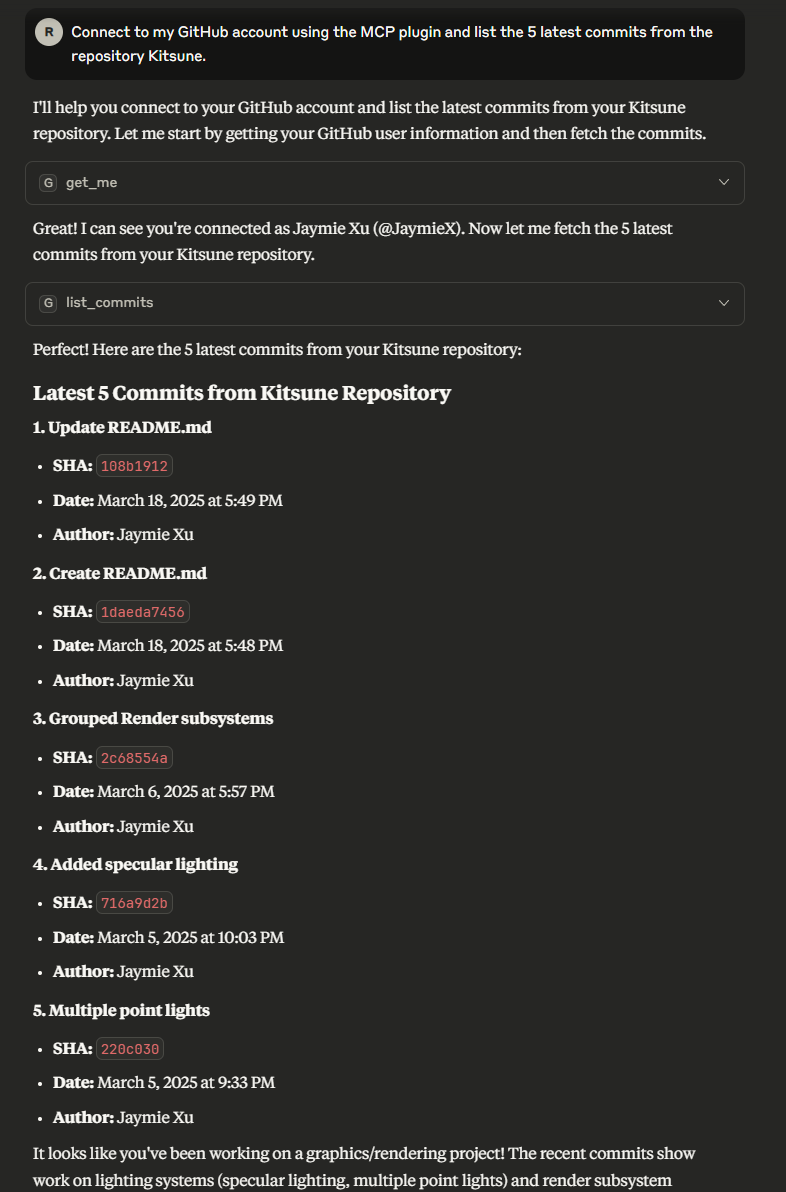 R
Connect to my GitHub account using the MCP plugin and list the 5 latest commits from the
repository Kitsune.
I'll help you connect to your GitHub account and list the latest commits from your Kitsune
repository. Let me start by getting your GitHub user information and then fetch the commits.
G get_me
Great! I can see you're connected as Jaymie Xu (@JaymieX). Now let me fetch the 5 latest
commits from your Kitsune repository.
G list_commits
Perfect! Here are the 5 latest commits from your Kitsune repository:
Latest 5 Commits from Kitsune Repository
1. Update README.md
• SHA: 108b1912
• Date: March 18, 2025 at 5:49 PM
• Author: Jaymie Xu
2. Create README.md
• SHA: 1daeda7456
• Date: March 18, 2025 at 5:48 PM
• Author: Jaymie Xu
3. Grouped Render subsystems
• SHA: 2c68554a
• Date: March 6, 2025 at 5:57 PM
• Author: Jaymie Xu
4. Added specular lighting
• SHA: 716a9d2b
• Date: March 5, 2025 at 10:03 PM
• Author: Jaymie Xu
5. Multiple point lights
• SHA: 220c030
• Date: March 5, 2025 at 9:33 PM
• Author: Jaymie Xu
It looks like you've been working on a graphics/rendering project! The recent commits show
work on lighting systems (specular lighting, multiple point lights) and render subsystem